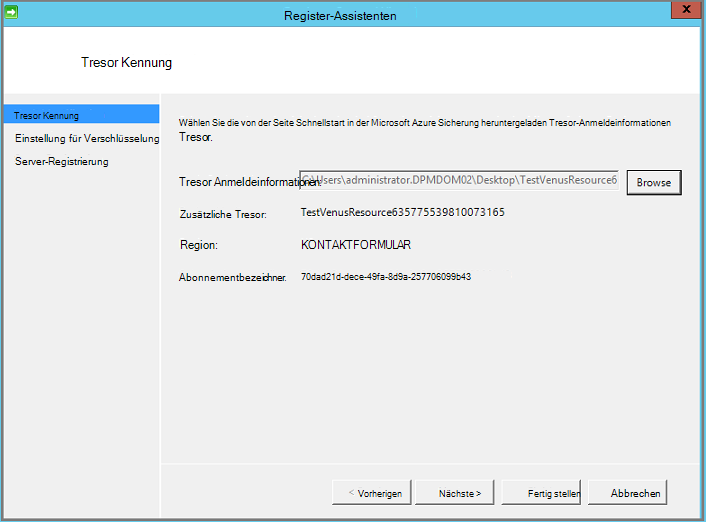 Register-Assistenten
x
Tresor Kennung
Tresor Kennung
Einstellung für Verschlüsselung
Server-Registrierung
Wählen Sie die von der Seite Schnellstart in der Microsoft Azure Sicherung heruntergeladen Tresor-Anmeldeinformationen
Tresor.
Tresor Anmeldeinformationen: C:\Users\administrator.DPMDOM02\Desktop\TestVenusResource6 Browse
Zusätzliche Tresor: TestVenusResource635775539810073165
Region: KONTAKTFORMULAR
Abonnementbezeichner. 70dad21d-dece-49fa-8d9a-257706099b43
< Vorherigen Nächste > Fertig stellen Abbrechen